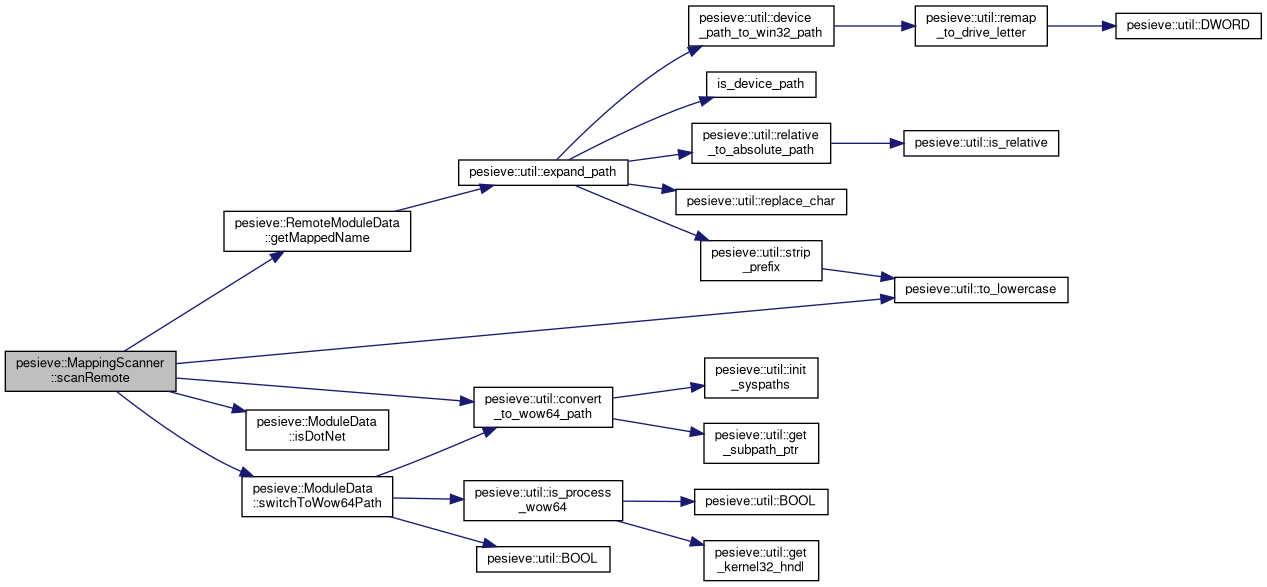 pesieve::MappingScanner
::scanRemote
pesieve::RemoteModuleData
::getMappedName
pesieve::util::expand_path
pesieve::util::device
_path_to_win32_path
pesieve::util::remap
_to_drive_letter
pesieve::util::DWORD
is_device_path
pesieve::util::relative
_to_absolute_path
pesieve::util::is_relative
pesieve::util::replace_char
pesieve::util::strip
_prefix
pesieve::util::to_lowercase
pesieve::util::convert
_to_wow64_path
pesieve::util::init
_syspaths
pesieve::util::get
_subpath_ptr
pesieve::ModuleData
::isDotNet
pesieve::ModuleData
::switchToWow64Path
pesieve::util::is_process
_wow64
pesieve::util::BOOL
pesieve::util::get
_kernel32_hndl
pesieve::util::BOOL